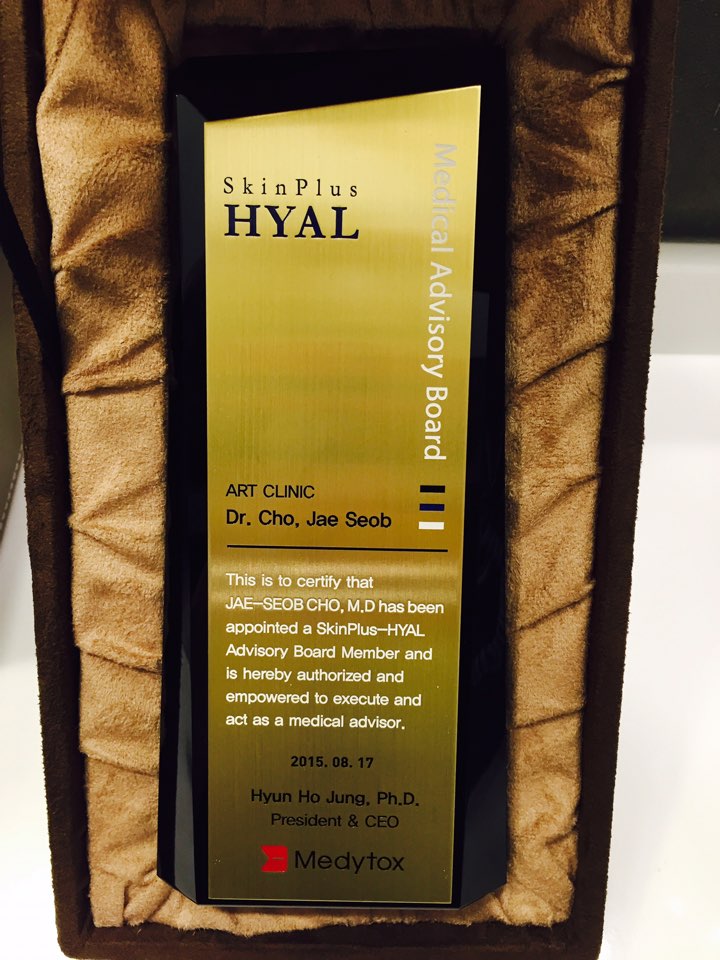 SkinPlus
HYAL
Medical Advisory Board
ART CLINIC
Dr. Cho, Jae Seob
This is to certify that
JAE-SEOB CHO, M.D has been
appointed a SkinPlus-HYAL
Advisory Board Member and
is hereby authorized and
empowered to execute and
act as a medical advisor.
2015. 08. 17
Hyun Ho Jung, Ph.D.
President & CEO
Medytox